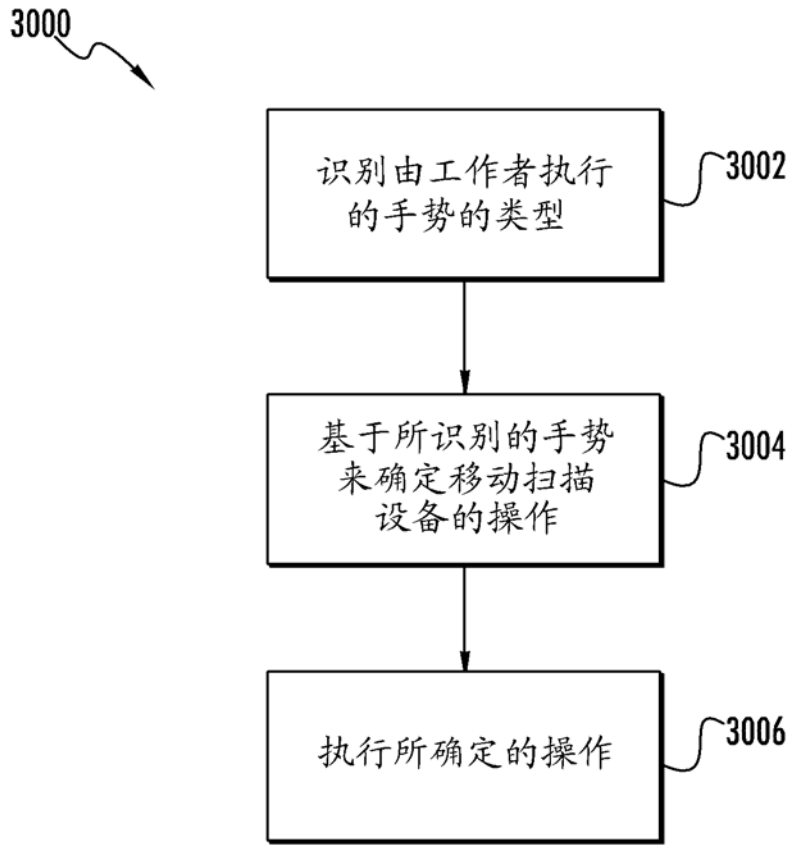 3000
识别由工作者执行
的手势的类型
3002
基于所识别的手势
来确定移动扫描
设备的操作
3004
执行所确定的操作
3006